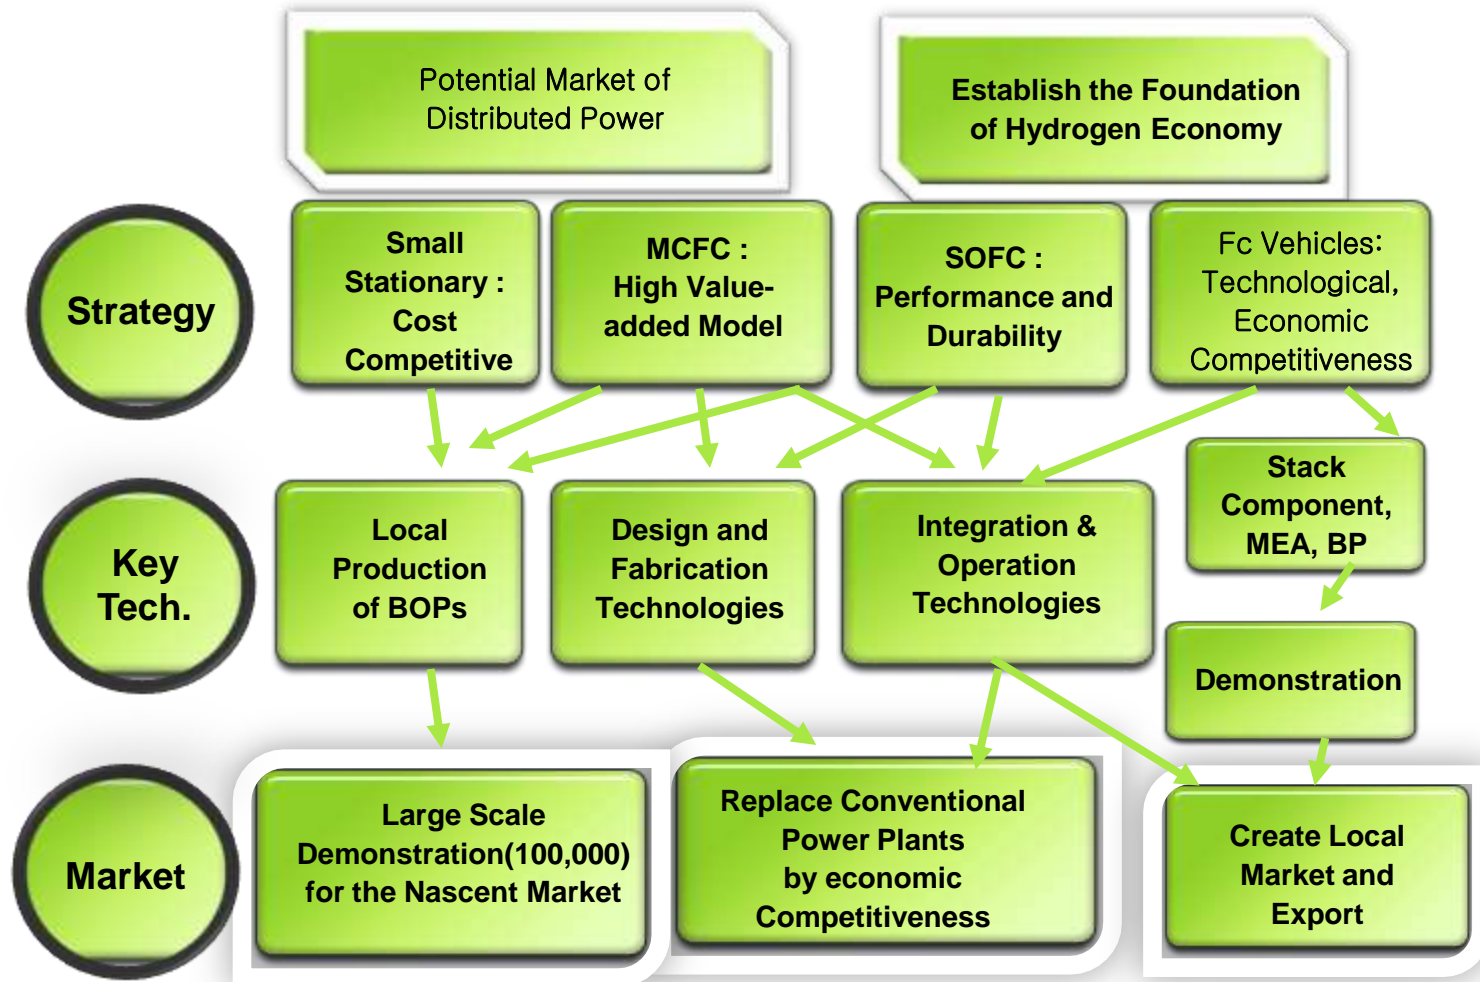 Potential Market of
Distributed Power
Establish the Foundation
of Hydrogen Economy
Strategy
Small
Stationary :
Cost
Competitive
MCFC :
High Value-
added Model
SOFC :
Performance and
Durability
Fc Vehicles:
Technological,
Economic
Competitiveness
Key
Tech.
Local
Production
of BOPs
Design and
Fabrication
Technologies
Integration &
Operation
Technologies
Stack
Component,
MEA, BP
Demonstration
Market
Large Scale
Demonstration(100,000)
for the Nascent Market
Replace Conventional
Power Plants
by economic
Competitiveness
Create Local
Market and
Export